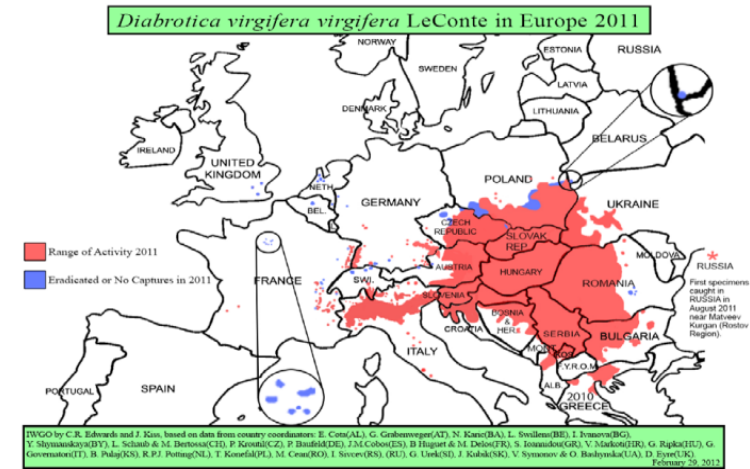 Diabrotica virgifera virgifera LeConte in Europe 2011
NORWAY
SWEDEN
ESTONIA
RUSSIA
LATVIA
LITHUANIA
DENMARK
BELARUS
IRELAND
UNITED
KINGDOM
NETH.
BEL.
GERMANY
POLAND
UKRAINE
CZECH
REPUBLIC
SLOVAK
REP.
Range of Activity 2011
Eradicated or No Captures in 2011
FRANCE
SWI.
AUSTRIA
HUNGARY
MOLDOVA
ROMANIA
SLOVENIA
CROATIA
BOSNIA
&
HER.
SERBIA
MONT.
KOS.
BULGARIA
F.Y.R.O.M.
ALB.
ITALY
2010
GREECE
PORTUGAL
SPAIN
*
RUSSIA
First specimens
caught in
RUSSIA in
August 2011
near Matveev
Kurgan (Rostov
Region).
IWGO by C.R. Edwards and J. Kiss, based on data from country coordinators: E. Cota(AL), G. Grabenweger(AT), N. Karic(BA), L. Swillens(BE), I. Ivanova(BG),
Y. Shymanskaya(BY), L. Schaub & M. Bertossa(CH), P. Kroutil(CZ), P. Baufeld(DE), J.M.Cobos(ES), B Huguet & M. Delos(FR), S. Ioannidou(GR), V. Markoti(HR), G. Ripka(HU), G.
Governatori(IT), B. Pulaj(KS), R.P.J. Potting(NL), T. Konefal(PL), M. Cean(RO), I. Sivcev(RS), (RU), G. Urek(SI), J. Kubik(SK), V Symonov & O. Bashynska(UA), D. Eyre(UK).
February 29, 2012